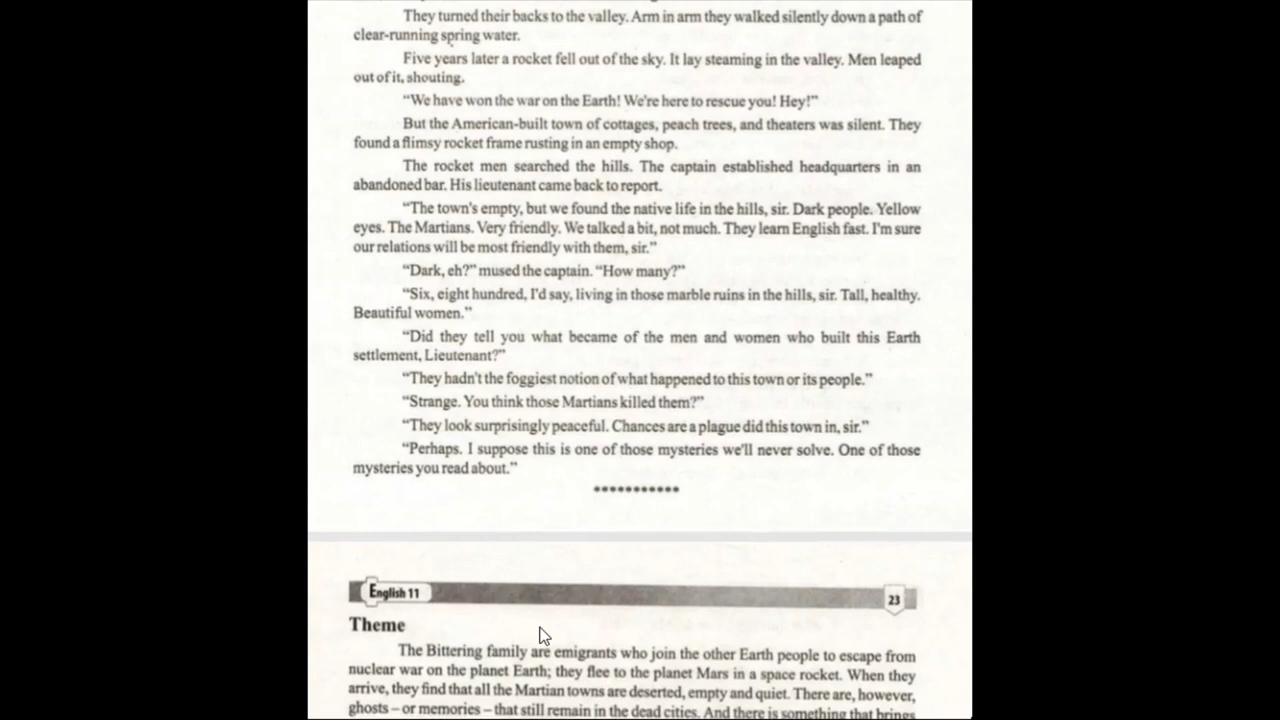 They turned their backs to the valley. Arm in arm they walked silently down a path of
clear-running spring water.
Five years later a rocket fell out of the sky. It lay steaming in the valley. Men leaped
out of it, shouting.
“We have won the war on the Earth! We're here to rescue you! Hey!”
But the American-built town of cottages, peach trees, and theaters was silent. They
found a flimsy rocket frame rusting in an empty shop.
The rocket men searched the hills. The captain established headquarters in an
abandoned bar. His lieutenant came back to report.
“The town's empty, but we found the native life in the hills, sir. Dark people. Yellow
eyes. The Martians. Very friendly. We talked a bit, not much. They learn English fast. I'm sure
our relations will be most friendly with them, sir.”
“Dark, eh?” mused the captain. “How many?”
“Six, eight hundred, I'd say, living in those marble ruins in the hills, sir. Tall, healthy.
Beautiful women.”
“Did they tell you what became of the men and women who built this Earth
settlement, Lieutenant?”
“They hadn't the foggiest notion of what happened to this town or its people.”
“Strange. You think those Martians killed them?”
“They look surprisingly peaceful. Chances are a plague did this town in, sir.”
“Perhaps. I suppose this is one of those mysteries we'll never solve. One of those
mysteries you read about.”
***********
English 11
23
Theme
The Bittering family are emigrants who join the other Earth people to escape from
nuclear war on the planet Earth; they flee to the planet Mars in a space rocket. When they
arrive, they find that all the Martian towns are deserted, empty and quiet. There are, however,
ghosts – or memories – that still remain in the dead cities. And there is something that brings